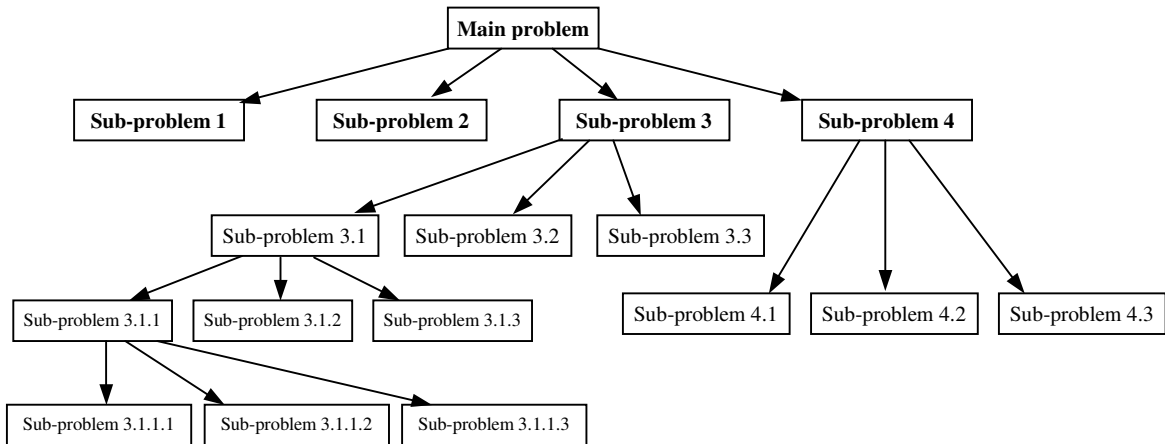 Main problem
Sub-problem 1
Sub-problem 2
Sub-problem 3
Sub-problem 4
Sub-problem 3.1
Sub-problem 3.2
Sub-problem 3.3
Sub-problem 3.1.1
Sub-problem 3.1.2
Sub-problem 3.1.3
Sub-problem 4.1
Sub-problem 4.2
Sub-problem 4.3
Sub-problem 3.1.1.1
Sub-problem 3.1.1.2
Sub-problem 3.1.1.3